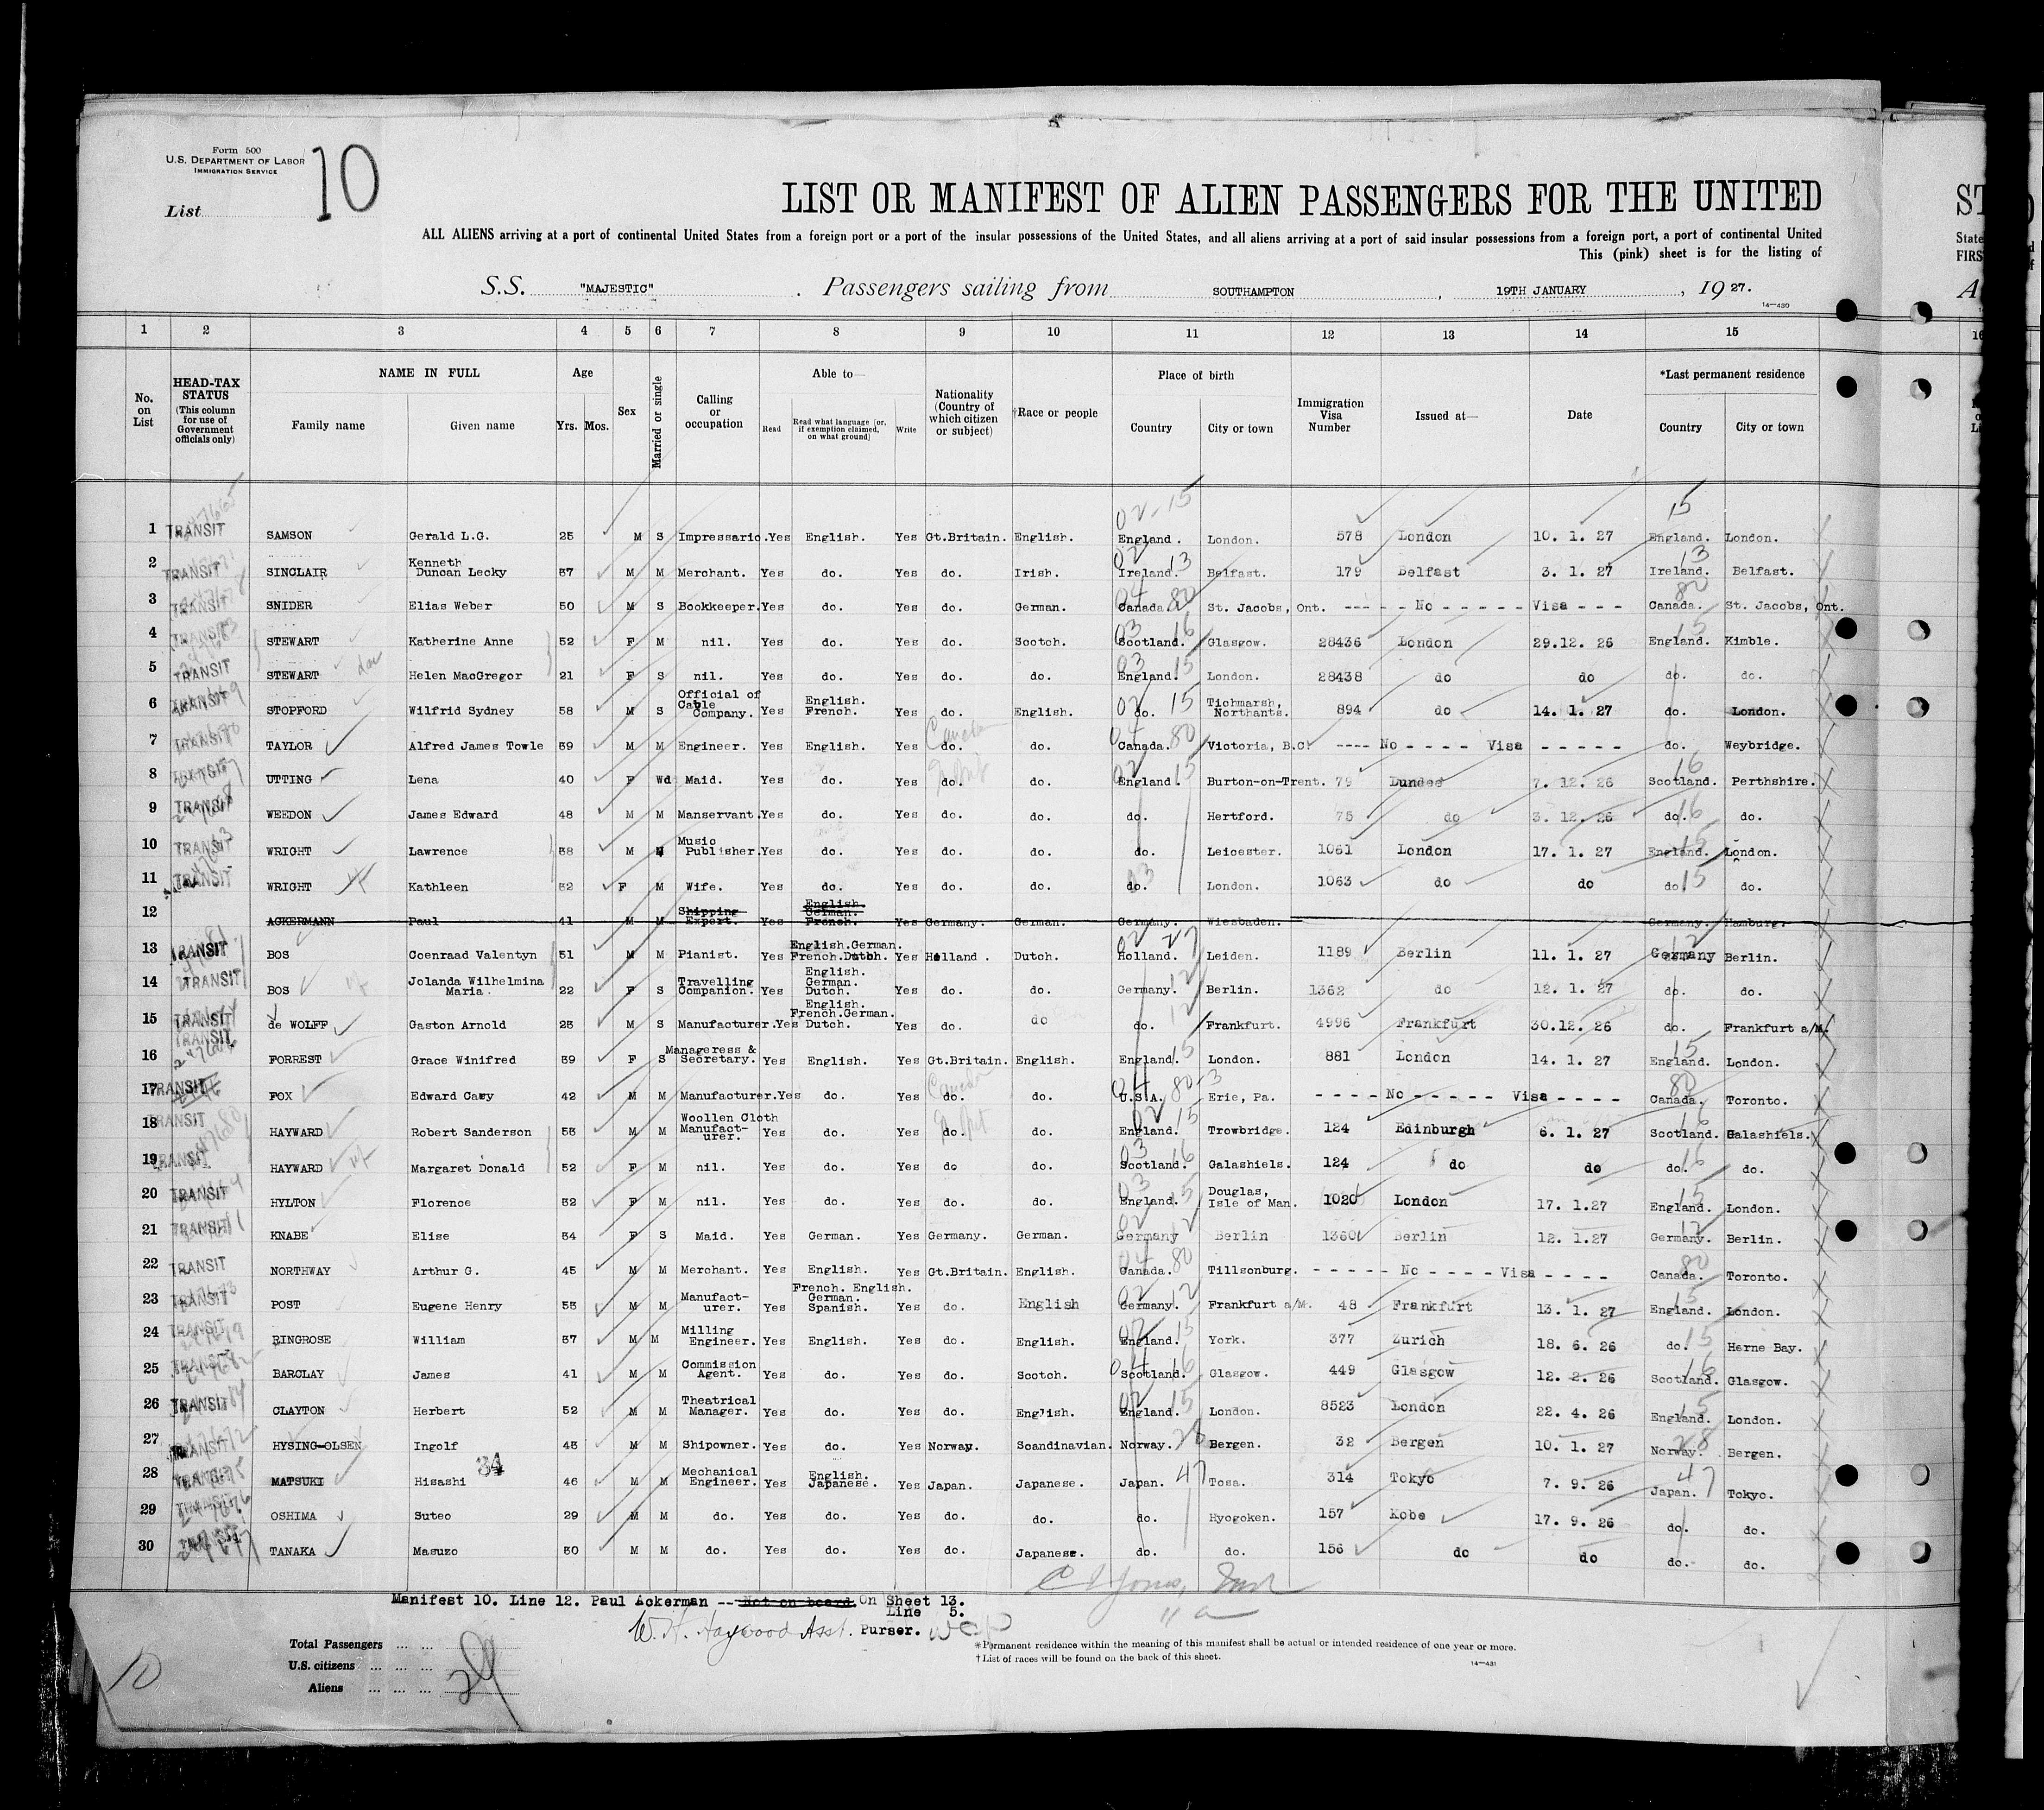 Form 500
U.S. DEPARTMENT OF LABOR
IMMIGRATION SERVICE
List 10
LIST OR MANIFEST OF ALIEN PASSENGERS FOR THE UNITED
ALL ALIENS arriving at a port of continental United States from a foreign port or a port of the insular possessions of the United States, and all aliens arriving at a port of said insular possessions from a foreign port, a port of continental United
This (pink) sheet is for the listing of
S.S. "MAJESTIC". Passengers sailing from SOUTHAMPTON, 19TH JANUARY, 1927.
14—430
1 2 3 4 5 6 7 8 9 10 11 12 13 14 15
No. on List
HEAD-TAX STATUS (This column for use of Government officials only)
NAME IN FULL Family name Given name
Age Yrs. Mos.
Sex
Married or single
Calling or occupation
Able to— Read Read what language (or, if exemption claimed, on what ground) Write
Nationality (Country of which citizen or subject)
†Race or people
Place of birth Country City or town
Immigration Visa Number
Issued at—
Date
*Last permanent residence Country City or town
1 TRANSIT SAMSON Gerald L.G. 25 M S Impressario. Yes English. Yes Gt.Britain. English. England. London. 578 London 10. 1. 27 England. London.
2 TRANSIT SINCLAIR Kenneth Duncan Lecky 37 M M Merchant. Yes do. Yes do. Irish. Ireland. Belfast. 179 Belfast 3. 1. 27 Ireland. Belfast.
3 TRANSIT SNIDER Elias Weber 50 M S Bookkeeper. Yes do. Yes do. German. Canada. St. Jacobs, Ont. ---- No ----- Visa --- Canada. St. Jacobs, Ont.
4 TRANSIT STEWART Katherine Anne 52 F M nil. Yes do. Yes do. Scotch. Scotland. Glasgow. 28436 London 29.12. 26 England. Kimble.
5 TRANSIT STEWART dau Helen MacGregor 21 F S nil. Yes do. Yes do. do. England. London. 28438 do do do. do.
6 TRANSIT STOPFORD Wilfrid Sydney 58 M S Official of Cable Company. Yes English. French. Yes do. English. do. Tichmarsh, Northants. 894 do 14. 1. 27 do. London.
7 TRANSIT TAYLOR Alfred James Towle 39 M M Engineer. Yes English. Yes do. do. Canada. Victoria, B.C. ---- No ---- Visa ----- do. Weybridge.
8 TRANSIT UTTING Lena 40 F Wd Maid. Yes do. Yes do. do. England. Burton-on-Trent. 79 Dundee 7. 12. 26 Scotland. Perthshire.
9 TRANSIT WEEDON James Edward 48 M M Manservant. Yes do. Yes do. do. do. Hertford. 75 do 3. 12. 26 do. do.
10 TRANSIT WRIGHT Lawrence 38 M M Music Publisher. Yes do. Yes do. do. do. Leicester. 1061 London 17. 1. 27 England. London.
11 TRANSIT WRIGHT Kathleen 32 F M Wife. Yes do. Yes do. do. do. London. 1063 do do do do.
12 ACKERMANN Paul 41 M M Shipping Expert. Yes English. German. French. Yes Germany. German. Germany. Wiesbaden. Germany. Hamburg.
13 TRANSIT BOS Coenraad Valentyn 51 M M Pianist. Yes English.German. French.Dutch. Yes Holland. Dutch. Holland. Leiden. 1189 Berlin 11. 1. 27 Germany Berlin.
14 TRANSIT BOS Jolanda Wilhelmina Maria. 22 F S Travelling Companion. Yes English. German. Dutch. Yes do. do. Germany. Berlin. 1362 do 12. 1. 27 do. do.
15 TRANSIT de WOLFF Gaston Arnold 25 M S Manufacturer. Yes English. French.German. Dutch. Yes do. do do. Frankfurt. 4996 Frankfurt 30.12. 26 do. Frankfurt a/M.
16 TRANSIT FORREST Grace Winifred 39 F S Manageress & Secretary. Yes English. Yes Gt.Britain. English. England. London. 881 London 14. 1. 27 England. London.
17 TRANSIT FOX Edward Cary 42 M M Manufacturer. Yes do. Yes do. do. U.S.A. Erie, Pa. ---- No ----- Visa ---- Canada. Toronto.
18 TRANSIT HAYWARD Robert Sanderson 55 M M Woollen Cloth Manufacturer. Yes do. Yes do. do. England. Trowbridge. 124 Edinburgh 6. 1. 27 Scotland. Galashiels.
19 TRANSIT HAYWARD Margaret Donald 52 F M nil. Yes do. Yes do do. Scotland. Galashiels. 124 do do do. do.
20 TRANSIT HYLTON Florence 52 F M nil. Yes do. Yes do. do. England. Douglas, Isle of Man. 1020 London 17. 1.27 England. London.
21 TRANSIT KNABE Elise 54 F S Maid. Yes German. Yes Germany. German. Germany Berlin 1360 Berlin 12. 1.27 Germany. Berlin.
22 TRANSIT NORTHWAY Arthur G. 45 M M Merchant. Yes English. Yes Gt.Britain. English. Canada. Tillsonburg. ----- No ---- Visa ---- Canada. Toronto.
23 TRANSIT POST Eugene Henry 55 M M Manufacturer. Yes French. English. German. Spanish. Yes do. English Germany. Frankfurt a/M. 48 Frankfurt 13. 1. 27 England. London.
24 TRANSIT RINGROSE William 57 M M Milling Engineer. Yes English. Yes do. English. England. York. 377 Zurich 18. 6. 26 do. Herne Bay.
25 TRANSIT BARCLAY James 41 M M Commission Agent. Yes do. Yes do. Scotch. Scotland. Glasgow. 449 Glasgow 12. 2. 26 Scotland. Glasgow.
26 TRANSIT CLAYTON Herbert 52 M M Theatrical Manager. Yes do. Yes do. English. England. London. 8523 London 22. 4. 26 England. London.
27 TRANSIT HYSING-OLSEN Ingolf 43 M M Shipowner. Yes do. Yes Norway. Scandinavian. Norway. Bergen. 32 Bergen 10. 1. 27 Norway. Bergen.
28 TRANSIT MATSUKI Hisashi 34 46 M M Mechanical Engineer. Yes English. Japanese. Yes Japan. Japanese. Japan. Tosa. 314 Tokyo 7. 9. 26 Japan. Tokyo.
29 TRANSIT OSHIMA Suteo 29 M M do. Yes do. Yes do. do. do. Hyogoken. 157 Kobe 17. 9. 26 do. do.
30 TANAKA Masuzo 30 M M do. Yes do. Yes do. Japanese. do. do. 156 do do do. do.
Manifest 10. Line 12. Paul Ackerman -- Not on board. On Sheet 13.
Line 5.
W. H. Haywood Asst. Purser.
Total Passengers ... ...
U.S. citizens ... ... ...
Aliens ... ... ...
29
10
*Permanent residence within the meaning of this manifest shall be actual or intended residence of one year or more.
†List of races will be found on the back of this sheet.
14—431